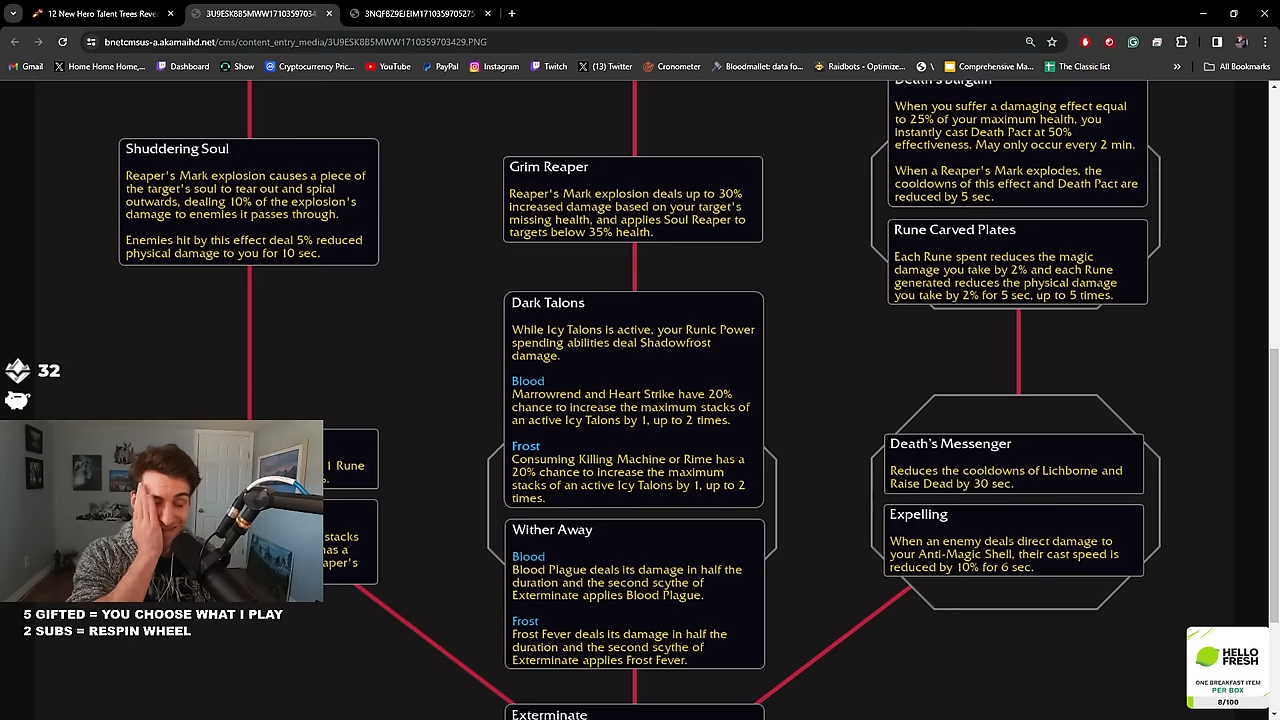 12 New Hero Talent Trees Reve
3U9ESK8B5MWW17103597034
3NQFBZ9EJEIM1710359705275
bnetcmsus-a.akamaihd.net/cms/content_entry_media/3U9ESK8B5MWW1710359703429.PNG
Gmail
Home Home Home,...
Dashboard
Show
Cryptocurrency Pric...
YouTube
PayPal
Instagram
Twitch
(13) Twitter
Cronometer
Bloodmallet: data fo...
Raidbots - Optimize...
\
Comprehensive Ma...
The Classic list
»
All Bookmarks
Shuddering Soul
Reaper's Mark explosion causes a piece of
the target's soul to tear out and spiral
outwards, dealing 10% of the explosion's
damage to enemies it passes through.
Enemies hit by this effect deal 5% reduced
physical damage to you for 10 sec.
1 Rune
s.
stacks
has a
aper's
Grim Reaper
Reaper's Mark explosion deals up to 30%
increased damage based on your target's
missing health, and applies Soul Reaper to
targets below 35% health.
Dark Talons
While Icy Talons is active, your Runic Power
spending abilities deal Shadowfrost
damage.
Blood
Marrowrend and Heart Strike have 20%
chance to increase the maximum stacks of
an active Icy Talons by 1, up to 2 times.
Frost
Consuming Killing Machine or Rime has a
20% chance to increase the maximum
stacks of an active Icy Talons by 1, up to 2
times.
Wither Away
Blood
Blood Plague deals its damage in half the
duration and the second scythe of
Exterminate applies Blood Plague.
Frost
Frost Fever deals its damage in half the
duration and the second scythe of
Exterminate applies Frost Fever.
Exterminate
Death's Bargain
When you suffer a damaging effect equal
to 25% of your maximum health, you
instantly cast Death Pact at 50%
effectiveness. May only occur every 2 min.
When a Reaper's Mark explodes, the
cooldowns of this effect and Death Pact are
reduced by 5 sec.
Rune Carved Plates
Each Rune spent reduces the magic
damage you take by 2% and each Rune
generated reduces the physical damage
you take by 2% for 5 sec, up to 5 times.
Death's Messenger
Reduces the cooldowns of Lichborne and
Raise Dead by 30 sec.
Expelling
When an enemy deals direct damage to
your Anti-Magic Shell, their cast speed is
reduced by 10% for 6 sec.
32
5 GIFTED = YOU CHOOSE WHAT I PLAY
2 SUBS = RESPIN WHEEL
HELLO
FRESH
ONE BREAKFAST ITEM
PER BOX
8/100